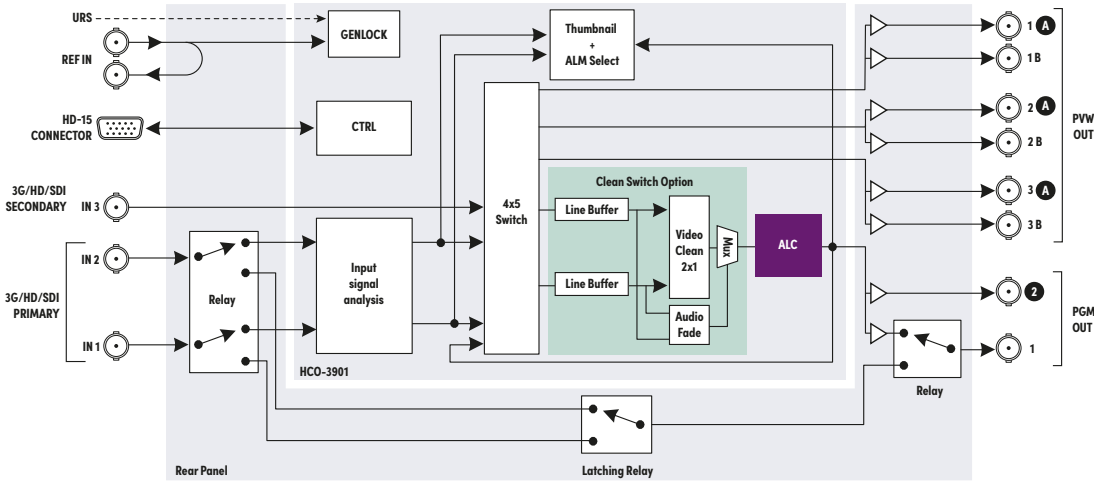 URS
REF IN
GENLOCK
Thumbnail
+
ALM Select
HD-15
CONNECTOR
CTRL
3G/HD/SDI
SECONDARY
IN 3
IN 2
3G/HD/SDI
PRIMARY
IN 1
Relay
Input
signal
analysis
4x5
Switch
Clean Switch Option
Line Buffer
Line Buffer
Video
Clean
2x1
Mux
Audio
Fade
ALC
1 A
1 B
2 A
2 B
3 A
3 B
PVW
OUT
2
1
PGM
OUT
Relay
HCO-3901
Latching Relay
Rear Panel